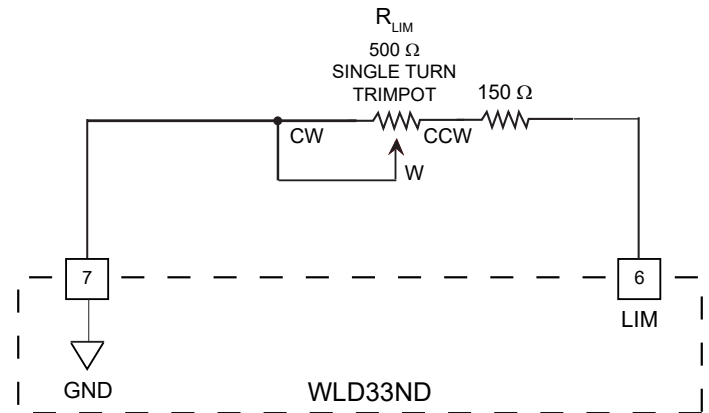 R_LIM
500 Ω
SINGLE TURN
TRIMPOT
150 Ω
CW
CCW
W
7
6
LIM
GND
WLD33ND